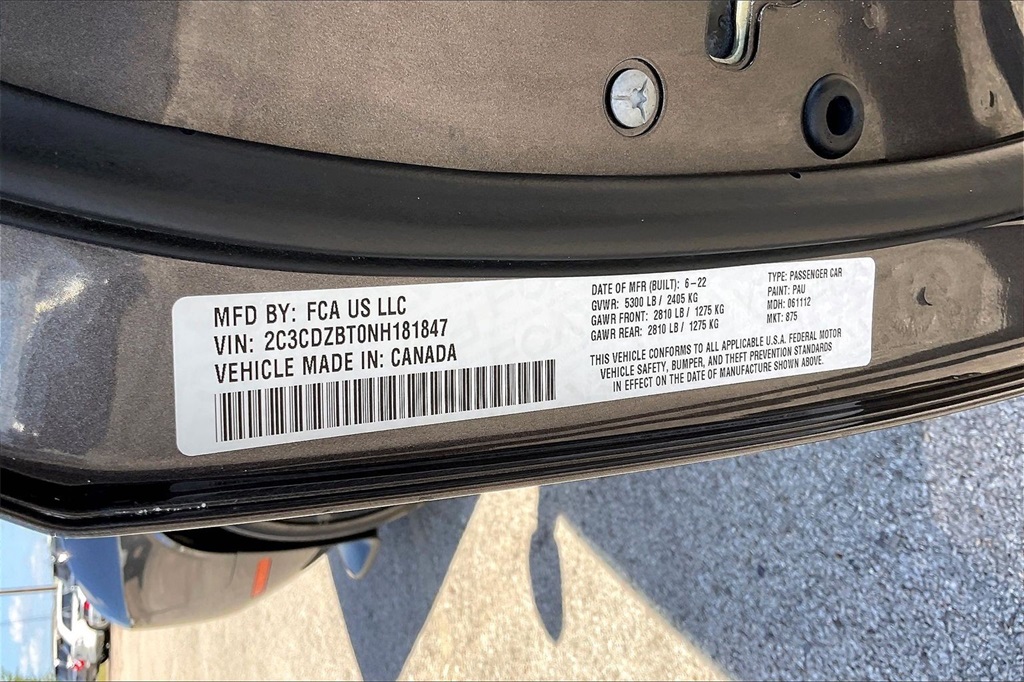 MFD BY: FCA US LLC
VIN: 2C3CDZBT0NH181847
VEHICLE MADE IN: CANADA
DATE OF MFR (BUILT): 6-22
GVWR: 5300 LB / 2405 KG
GAWR FRONT: 2810 LB / 1275 KG
GAWR REAR: 2810 LB / 1275 KG
TYPE: PASSENGER CAR
PAINT: PAU
MDH: 061112
MKT: 875
THIS VEHICLE CONFORMS TO ALL APPLICABLE U.S.A. FEDERAL MOTOR
VEHICLE SAFETY, BUMPER, AND THEFT PREVENTION STANDARDS
IN EFFECT ON THE DATE OF MANUFACTURE SHOWN ABOVE.